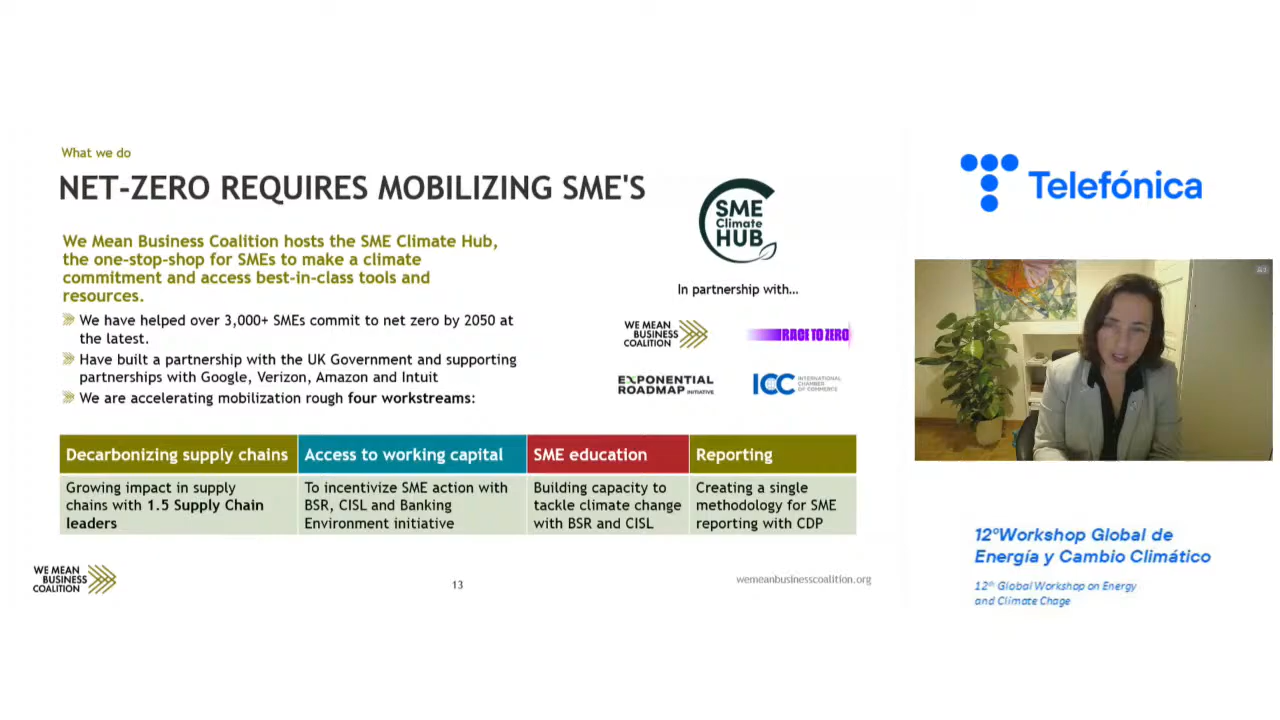 What we do
NET-ZERO REQUIRES MOBILIZING SME'S
We Mean Business Coalition hosts the SME Climate Hub,
the one-stop-shop for SMEs to make a climate
commitment and access best-in-class tools and
resources.
We have helped over 3,000+ SMEs commit to net zero by 2050 at
the latest.
Have built a partnership with the UK Government and supporting
partnerships with Google, Verizon, Amazon and Intuit
We are accelerating mobilization rough four workstreams:
SME
Climate
HUB
In partnership with...
WE MEAN
BUSINESS
COALITION
RACE TO ZERO
EXPONENTIAL
ROADMAP INITIATIVE
ICC INTERNATIONAL
CHAMBER
OF COMMERCE
Decarbonizing supply chains
Growing impact in supply
chains with 1.5 Supply Chain
leaders
Access to working capital
To incentivize SME action with
BSR, CISL and Banking
Environment initiative
SME education
Building capacity to
tackle climate change
with BSR and CISL
Reporting
Creating a single
methodology for SME
reporting with CDP
WE MEAN
BUSINESS
COALITION
13
wemeanbusinesscoalition.org
Telefónica
12ºWorkshop Global de
Energía y Cambio Climático
12th Global Workshop on Energy
and Climate Chage